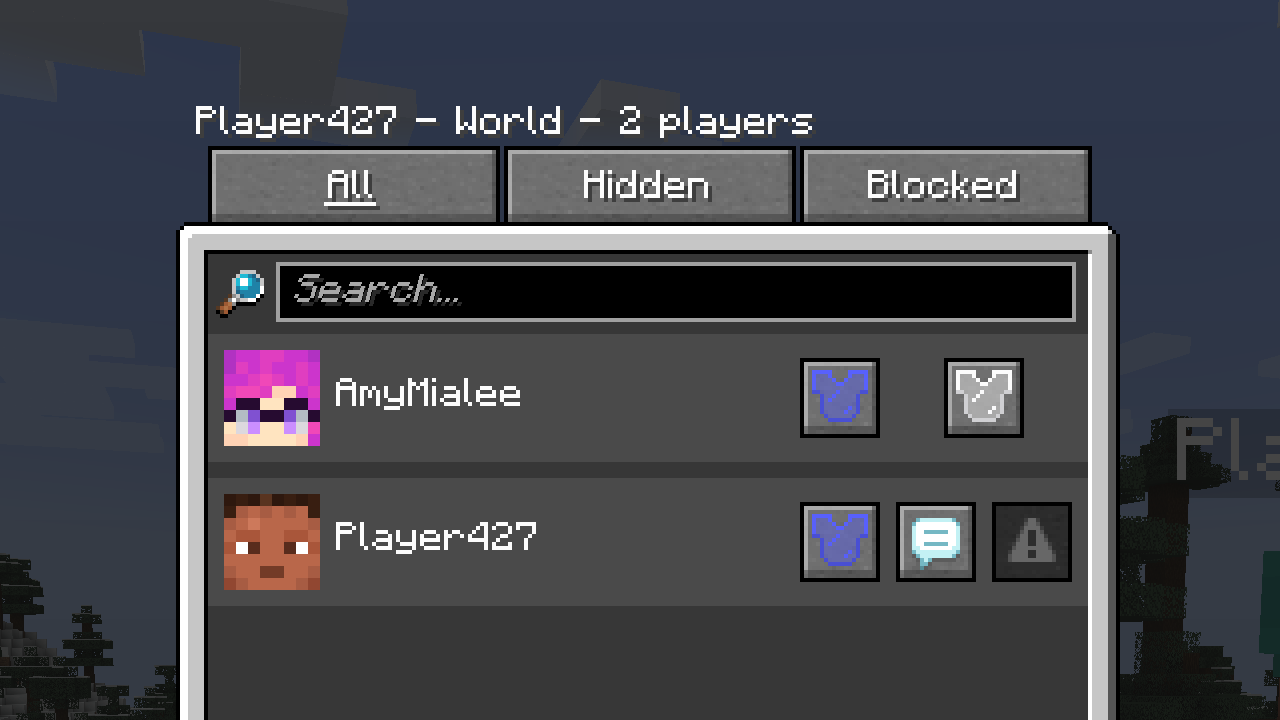 Player427 - World - 2 players
All
Hidden
Blocked
Search...
AmyMialee
Player427